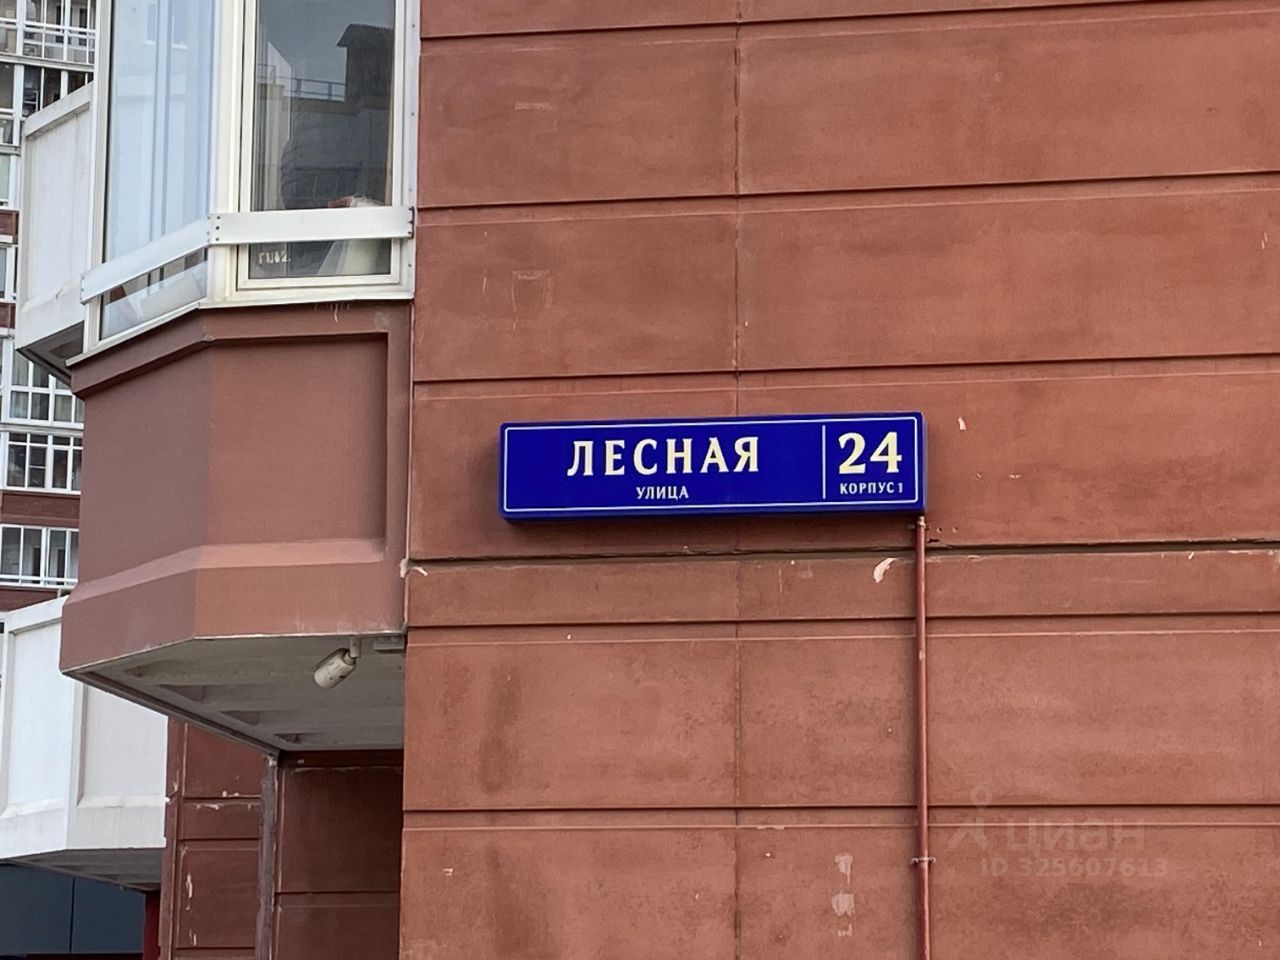 ЛЕСНАЯ
УЛИЦА
24
КОРПУС 1
циан
ID 325607613